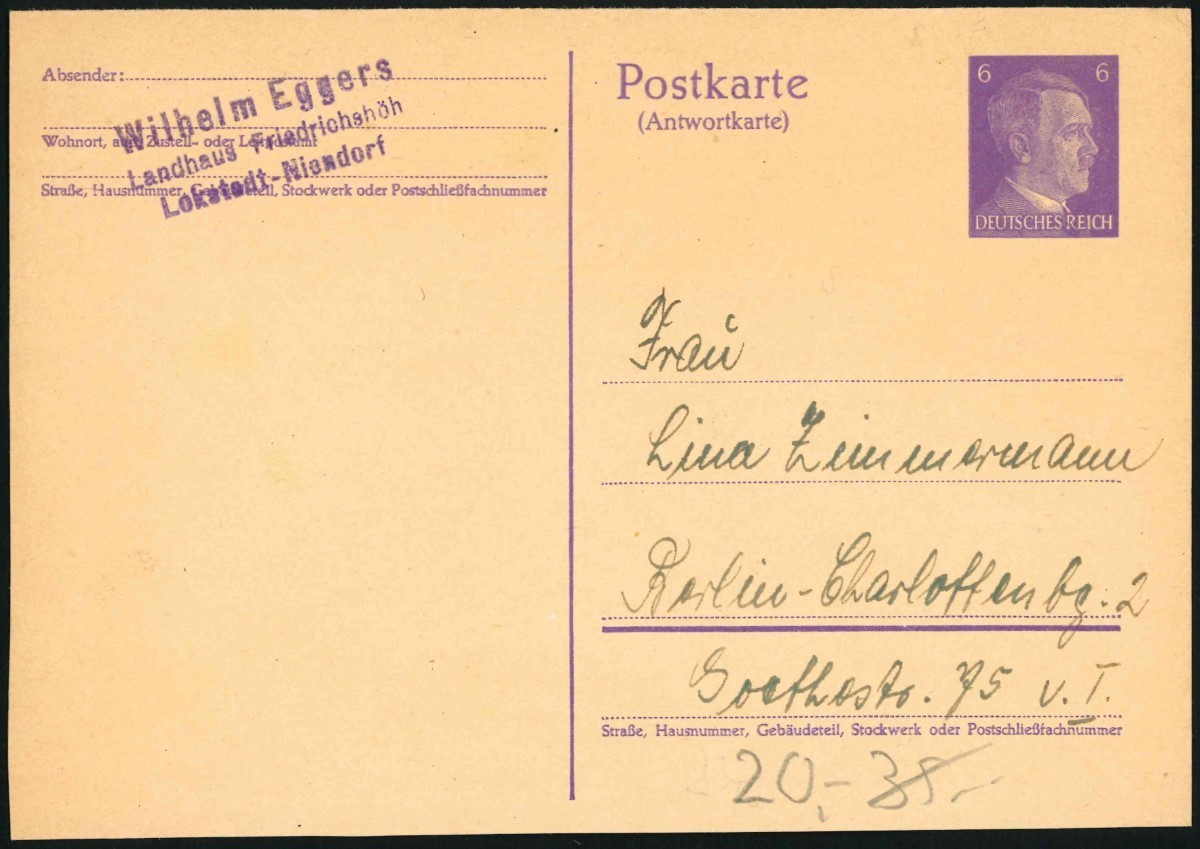 Absender:
Wilhelm Eggers
Wohnort, auch Zustell- oder Leitpostamt
Landhaus Friedrichshöh
Lokstedt-Niendorf
Straße, Hausnummer, Gebäudeteil, Stockwerk oder Postschließfachnummer
Postkarte
(Antwortkarte)
6 6
DEUTSCHES REICH
Frau
Lina Zimmermann
Berlin-Charlottenbg. 2
Goethestr. 75 v. I.
Straße, Hausnummer, Gebäudeteil, Stockwerk oder Postschließfachnummer
20,- 35.-